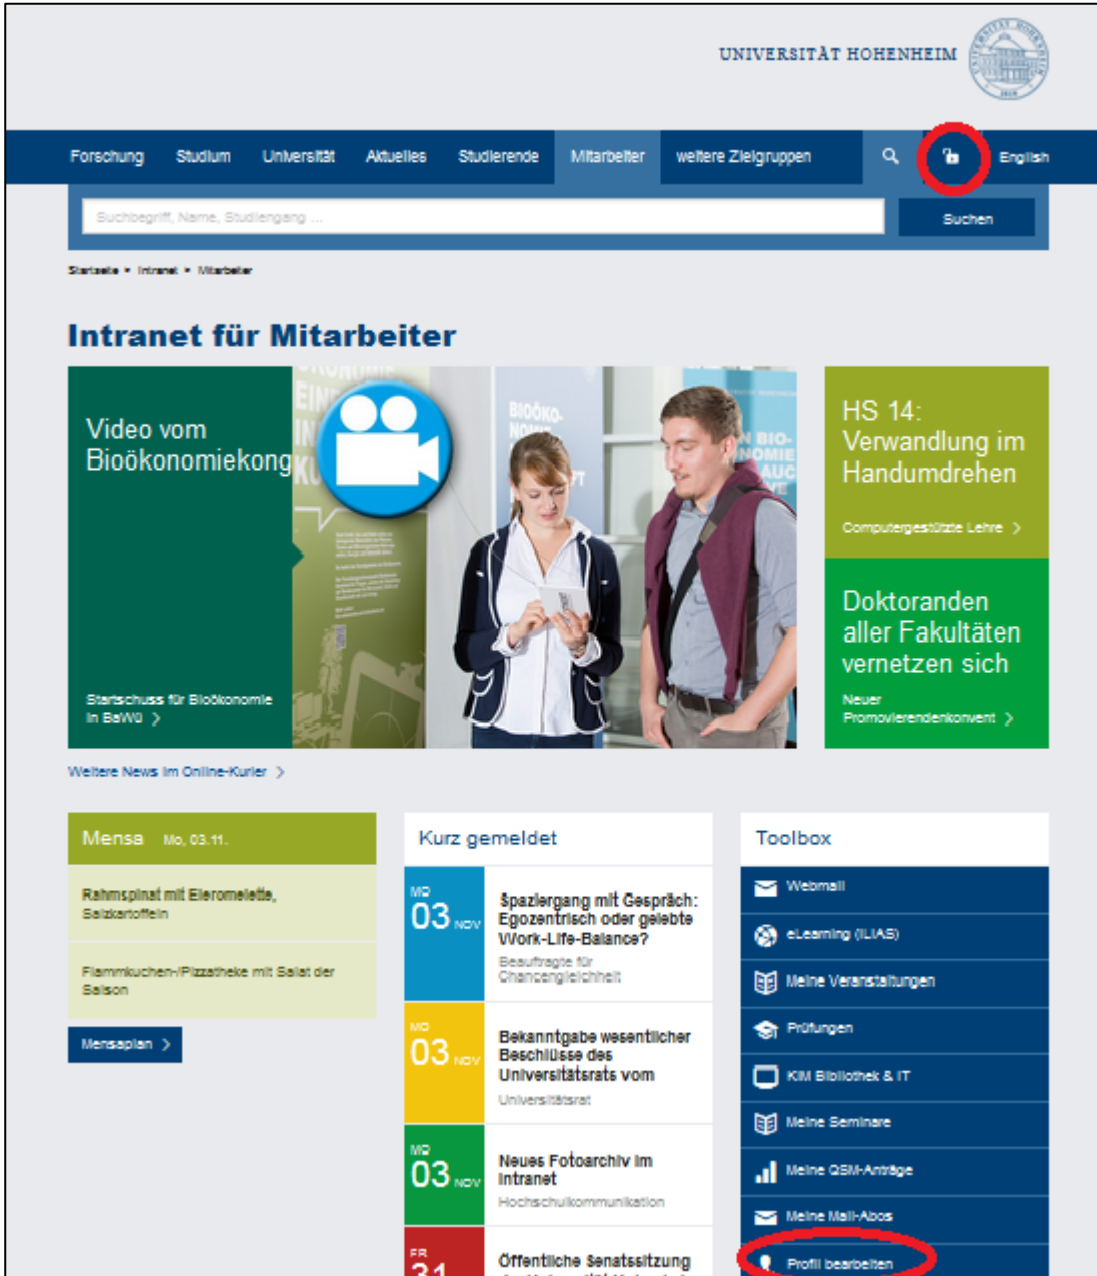 UNIVERSITÄT HOHENHEIM
Forschung Studium Universität Aktuelles Studierende Mitarbeiter weitere Zielgruppen English
Suchbegriff, Name, Studiengang ...
Suchen
Startseite Intranet Mitarbeiter
Intranet für Mitarbeiter
Video vom
Bioökonomiekong
Startschuss für Bioökonomie
in BaWü >
BIOÖKO-
HS 14:
Verwandlung im
Handumdrehen
Computergestützte Lehre >
Doktoranden
aller Fakultäten
vernetzen sich
Neuer
Promovierendenkonvent >
Weitere News im Online-Kurier >
Mensa Mo, 03.11.
Rahmspinat mit Eieromelette,
Salzkartoffeln
Flammkuchen-/Pizzatheke mit Salat der
Saison
Mensaplan >
Kurz gemeldet
MO
03 NOV
Spaziergang mit Gespräch:
Egozentrisch oder gelebte
Work-Life-Balance?
Beauftragte für
Chancengleichheit
MO
03 NOV
Bekanntgabe wesentlicher
Beschlüsse des
Universitätsrats vom
Universitätsrat
MO
03 NOV
Neues Fotoarchiv im
Intranet
Hochschulkommunikation
FR
31
Öffentliche Senatssitzung
Toolbox
Webmail
eLearning (ILIAS)
Meine Veranstaltungen
Prüfungen
KIM Bibliothek & IT
Meine Seminare
Meine QSM-Anträge
Meine Mail-Abos
Profil bearbeiten